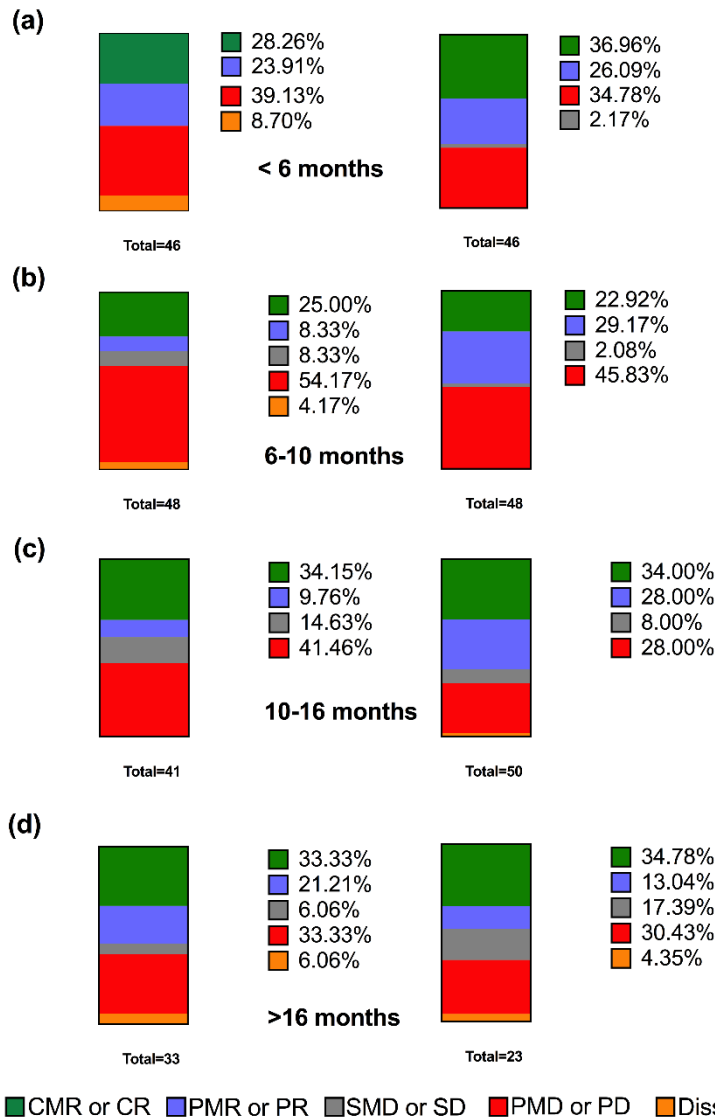 (a)
28.26%
23.91%
39.13%
8.70%
36.96%
26.09%
34.78%
2.17%
< 6 months
Total=46
Total=46
(b)
25.00%
8.33%
8.33%
54.17%
4.17%
22.92%
29.17%
2.08%
45.83%
6-10 months
Total=48
Total=48
(c)
34.15%
9.76%
14.63%
41.46%
34.00%
28.00%
8.00%
28.00%
10-16 months
Total=41
Total=50
(d)
33.33%
21.21%
6.06%
33.33%
6.06%
34.78%
13.04%
17.39%
30.43%
4.35%
>16 months
Total=33
Total=23
CMR or CR PMR or PR SMD or SD PMD or PD